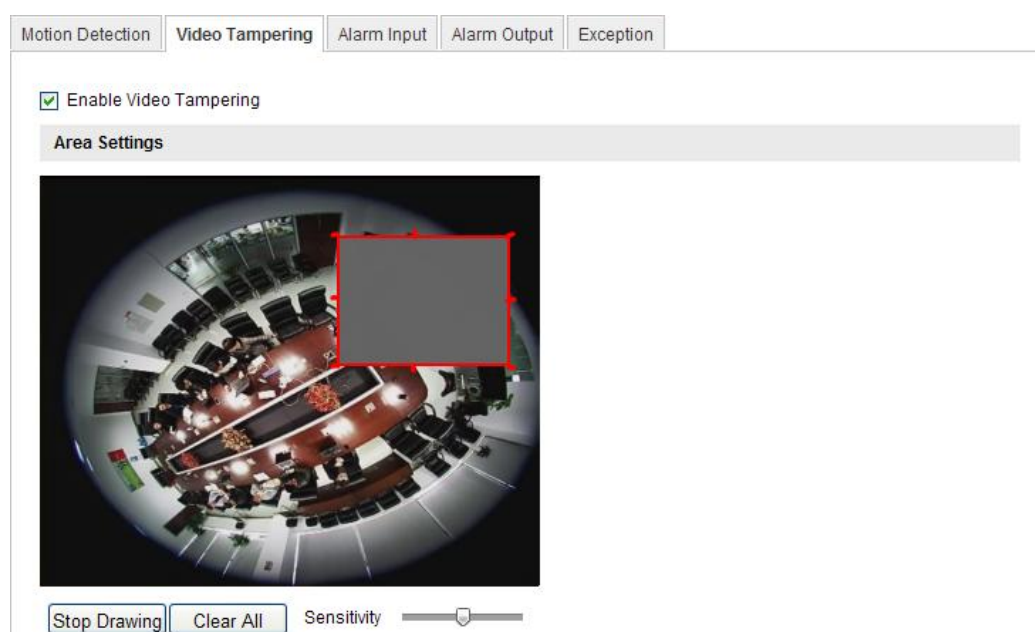 Motion Detection Video Tampering Alarm Input Alarm Output Exception
Enable Video Tampering
Area Settings
Stop Drawing Clear All Sensitivity